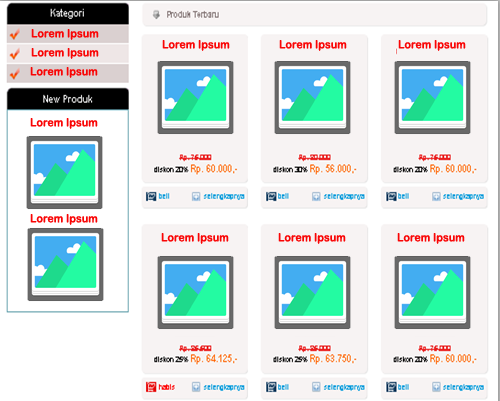 Kategori
Lorem Ipsum
Lorem Ipsum
Lorem Ipsum
New Produk
Lorem Ipsum
Lorem Ipsum
Produk Terbaru
Lorem Ipsum
Rp. 75.000
diskon 20% Rp. 60.000,-
beli selengkapnya
Lorem Ipsum
Rp. 80.000
diskon 30% Rp. 56.000,-
beli selengkapnya
Lorem Ipsum
Rp. 75.000
diskon 20% Rp. 60.000,-
beli selengkapnya
Lorem Ipsum
Rp. 85.500
diskon 25% Rp. 64.125,-
habis selengkapnya
Lorem Ipsum
Rp. 85.000
diskon 25% Rp. 63.750,-
beli selengkapnya
Lorem Ipsum
Rp. 75.000
diskon 20% Rp. 60.000,-
beli selengkapnya